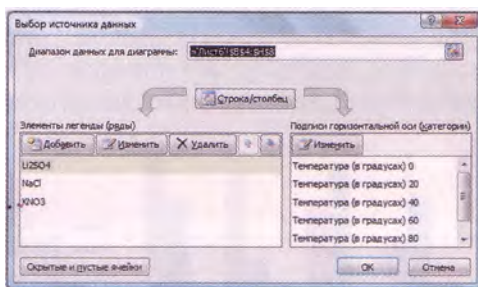 Выбор источника данных
Диапазон данных для диаграммы:
Строка/столбец
Элементы легенды (ряды)
Добавить Изменить Удалить
Li2SO4
NaCl
KNO3
Подписи горизонтальной оси (категории)
Изменить
Температура (в градусах) 0
Температура (в градусах) 20
Температура (в градусах) 40
Температура (в градусах) 60
Температура (в градусах) 80
Скрытые и пустые ячейки
ОК Отмена